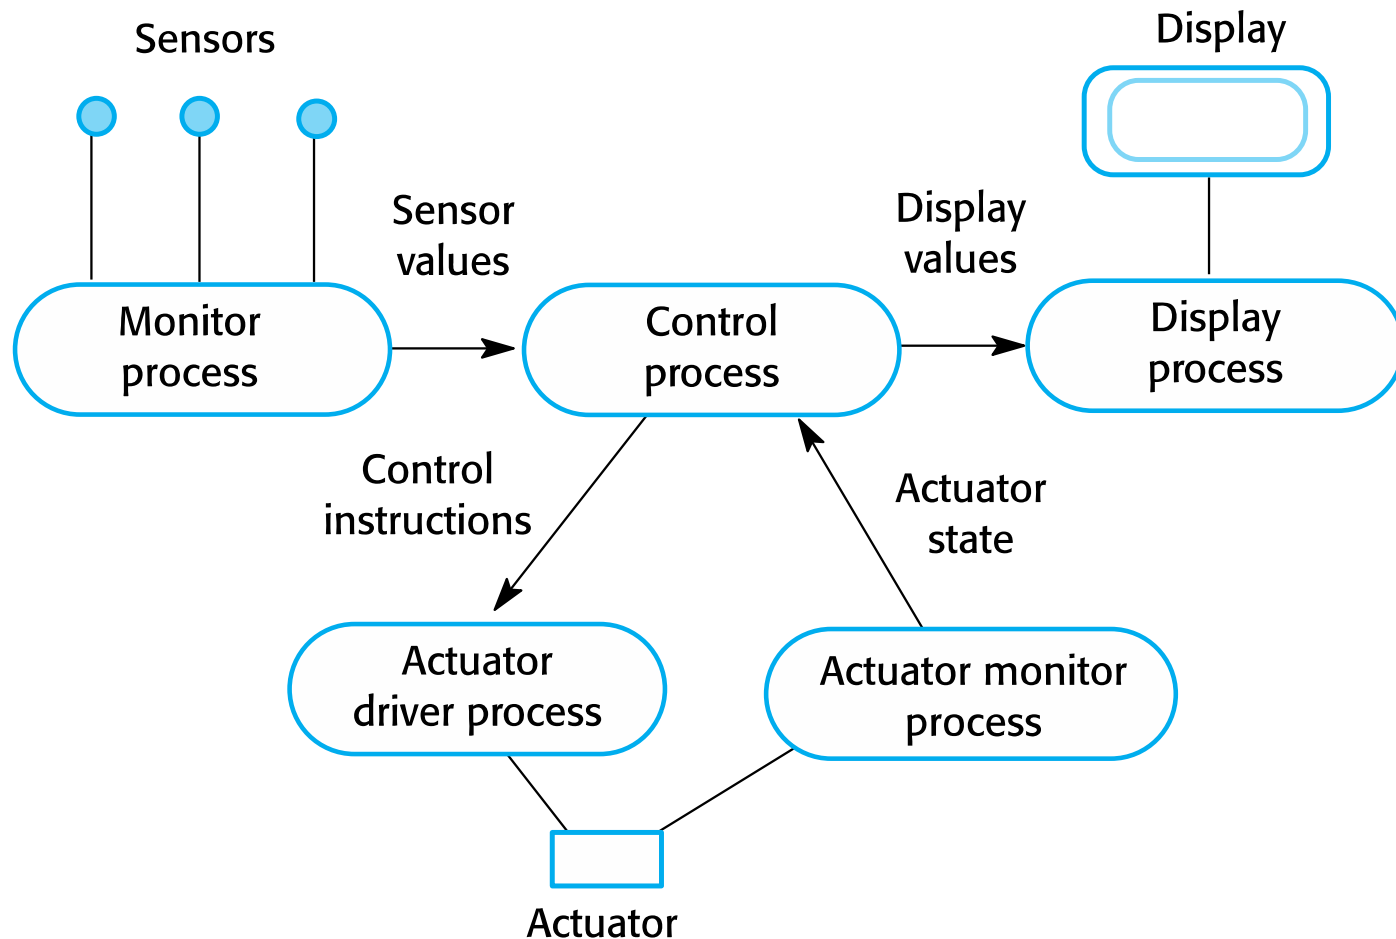 Sensors
Display
Sensor
values
Display
values
Monitor
process
Control
process
Display
process
Control
instructions
Actuator
state
Actuator
driver process
Actuator monitor
process
Actuator